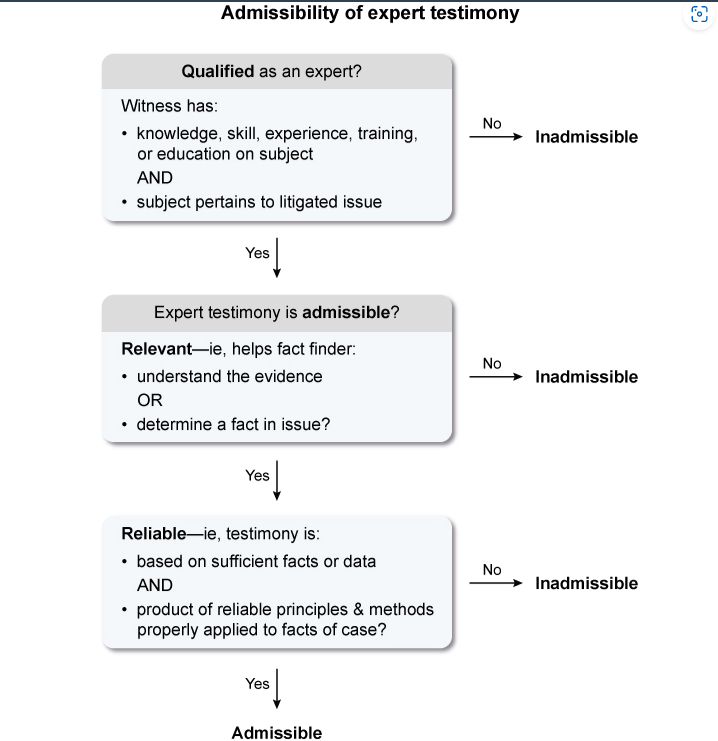 Admissibility of expert testimony
Qualified as an expert?
Witness has:
• knowledge, skill, experience, training,
or education on subject
AND
• subject pertains to litigated issue
No
Inadmissible
Yes
Expert testimony is admissible?
Relevant—ie, helps fact finder:
• understand the evidence
OR
• determine a fact in issue?
No
Inadmissible
Yes
Reliable—ie, testimony is:
• based on sufficient facts or data
AND
• product of reliable principles & methods
properly applied to facts of case?
No
Inadmissible
Yes
Admissible